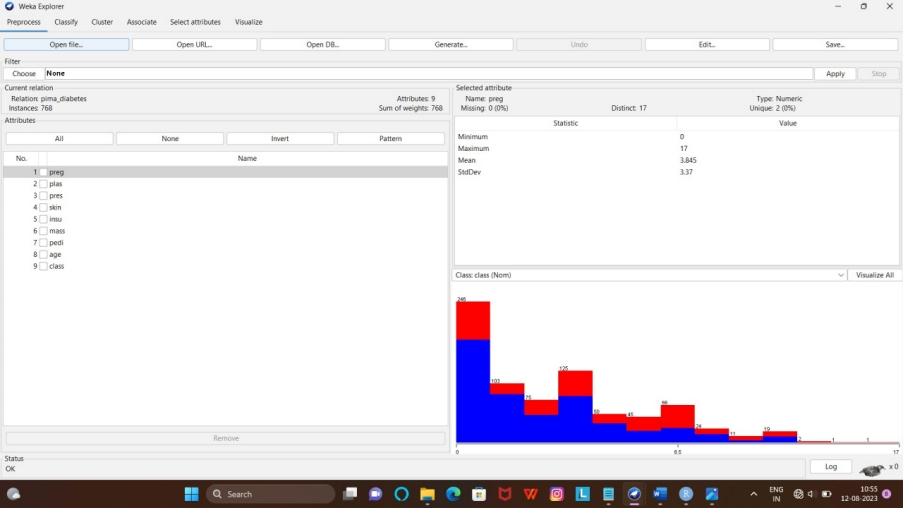 Weka Explorer
Preprocess Classify Cluster Associate Select attributes Visualize
Open file... Open URL... Open DB... Generate... Undo Edit... Save...
Filter
Choose None Apply Stop
Current relation
Relation: pima_diabetes Attributes: 9
Instances: 768 Sum of weights: 768
Attributes
All None Invert Pattern
No. Name
1 preg
2 plas
3 pres
4 skin
5 insu
6 mass
7 pedi
8 age
9 class
Remove
Selected attribute
Name: preg Type: Numeric
Missing: 0 (0%) Distinct: 17 Unique: 2 (0%)
Statistic Value
Minimum 0
Maximum 17
Mean 3.845
StdDev 3.37
Class: class (Nom) Visualize All
246
103
75
125
50
45
24
11
19
2
1
1
0 8.5 17
Status
OK Log x 0
Search
ENG
IN
10:55
12-08-2023